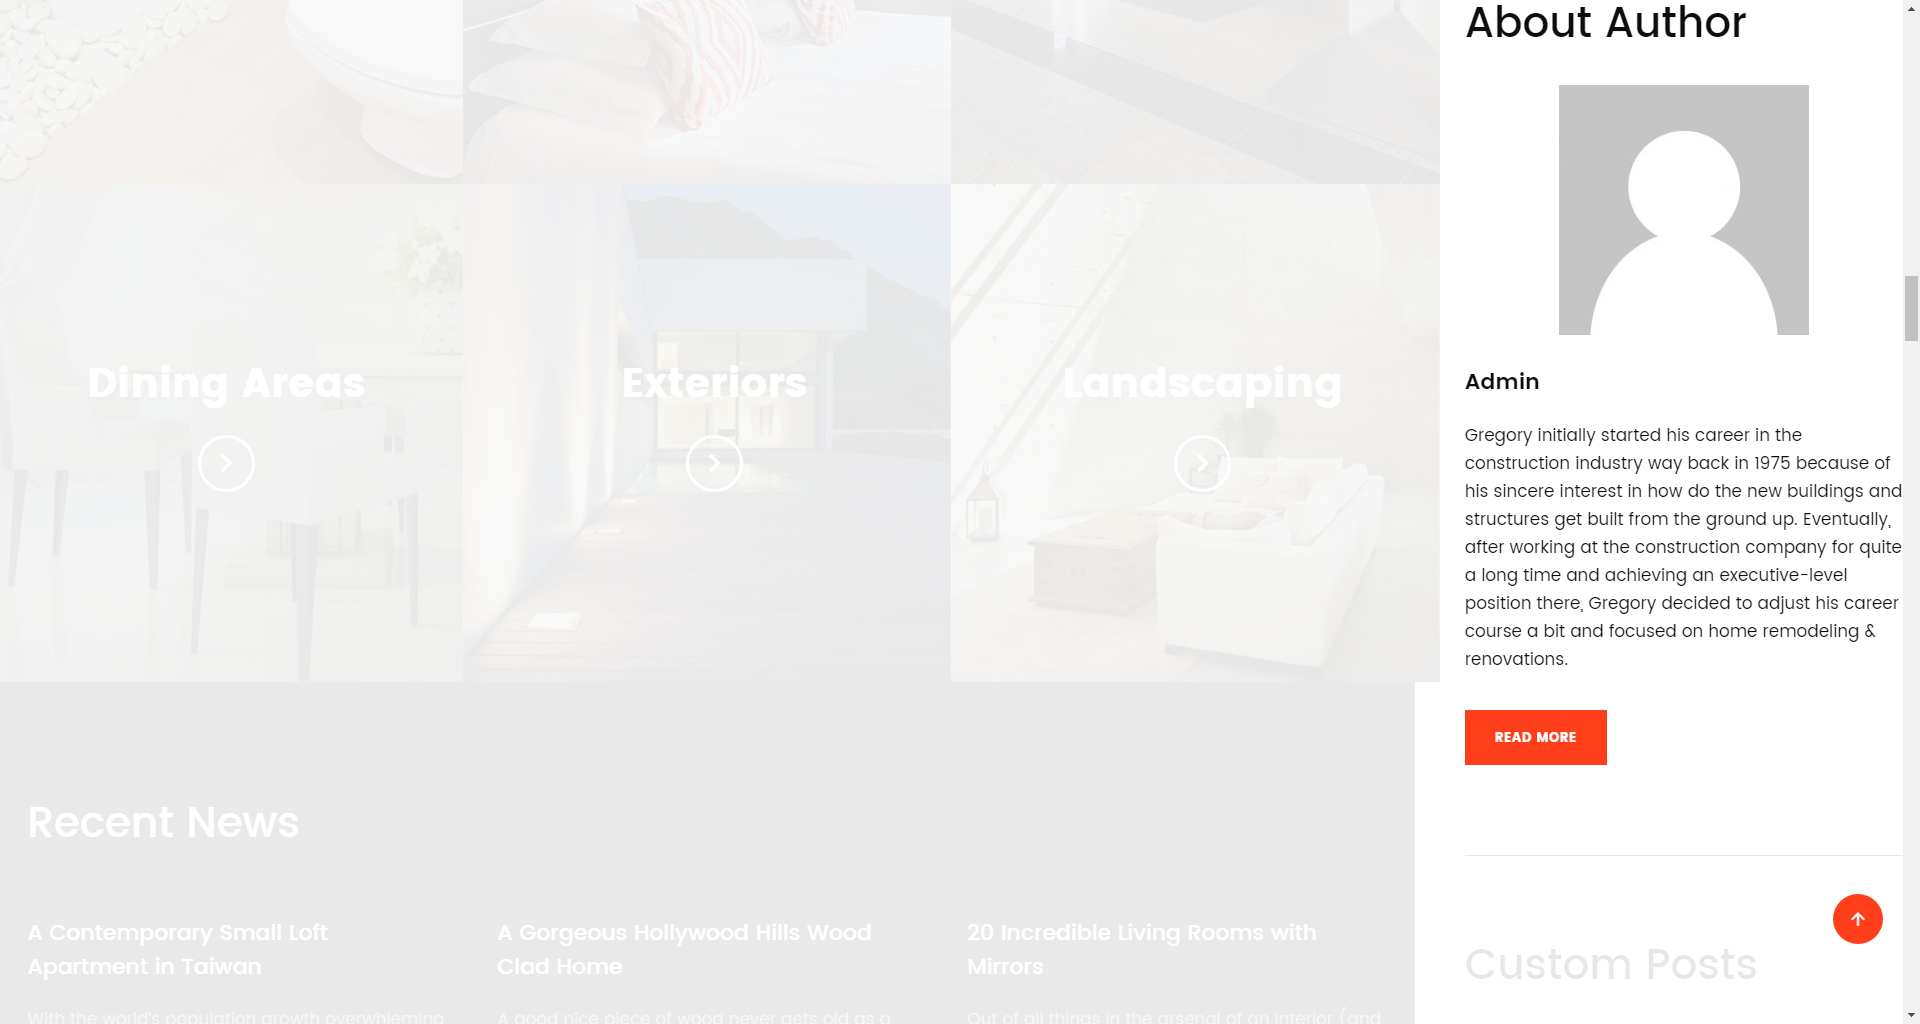 About Author
Dining Areas
Exteriors
Landscaping
Admin
Gregory initially started his career in the
construction industry way back in 1975 because of
his sincere interest in how do the new buildings and
structures get built from the ground up. Eventually,
after working at the construction company for quite
a long time and achieving an executive-level
position there, Gregory decided to adjust his career
course a bit and focused on home remodeling &
renovations.
READ MORE
Recent News
A Contemporary Small Loft
Apartment in Taiwan
With the world's population growth overwhleming
A Gorgeous Hollywood Hills Wood
Clad Home
A good nice piece of wood never gets old as a
20 Incredible Living Rooms with
Mirrors
Out of all things in the arsenal of an interior (and
Custom Posts